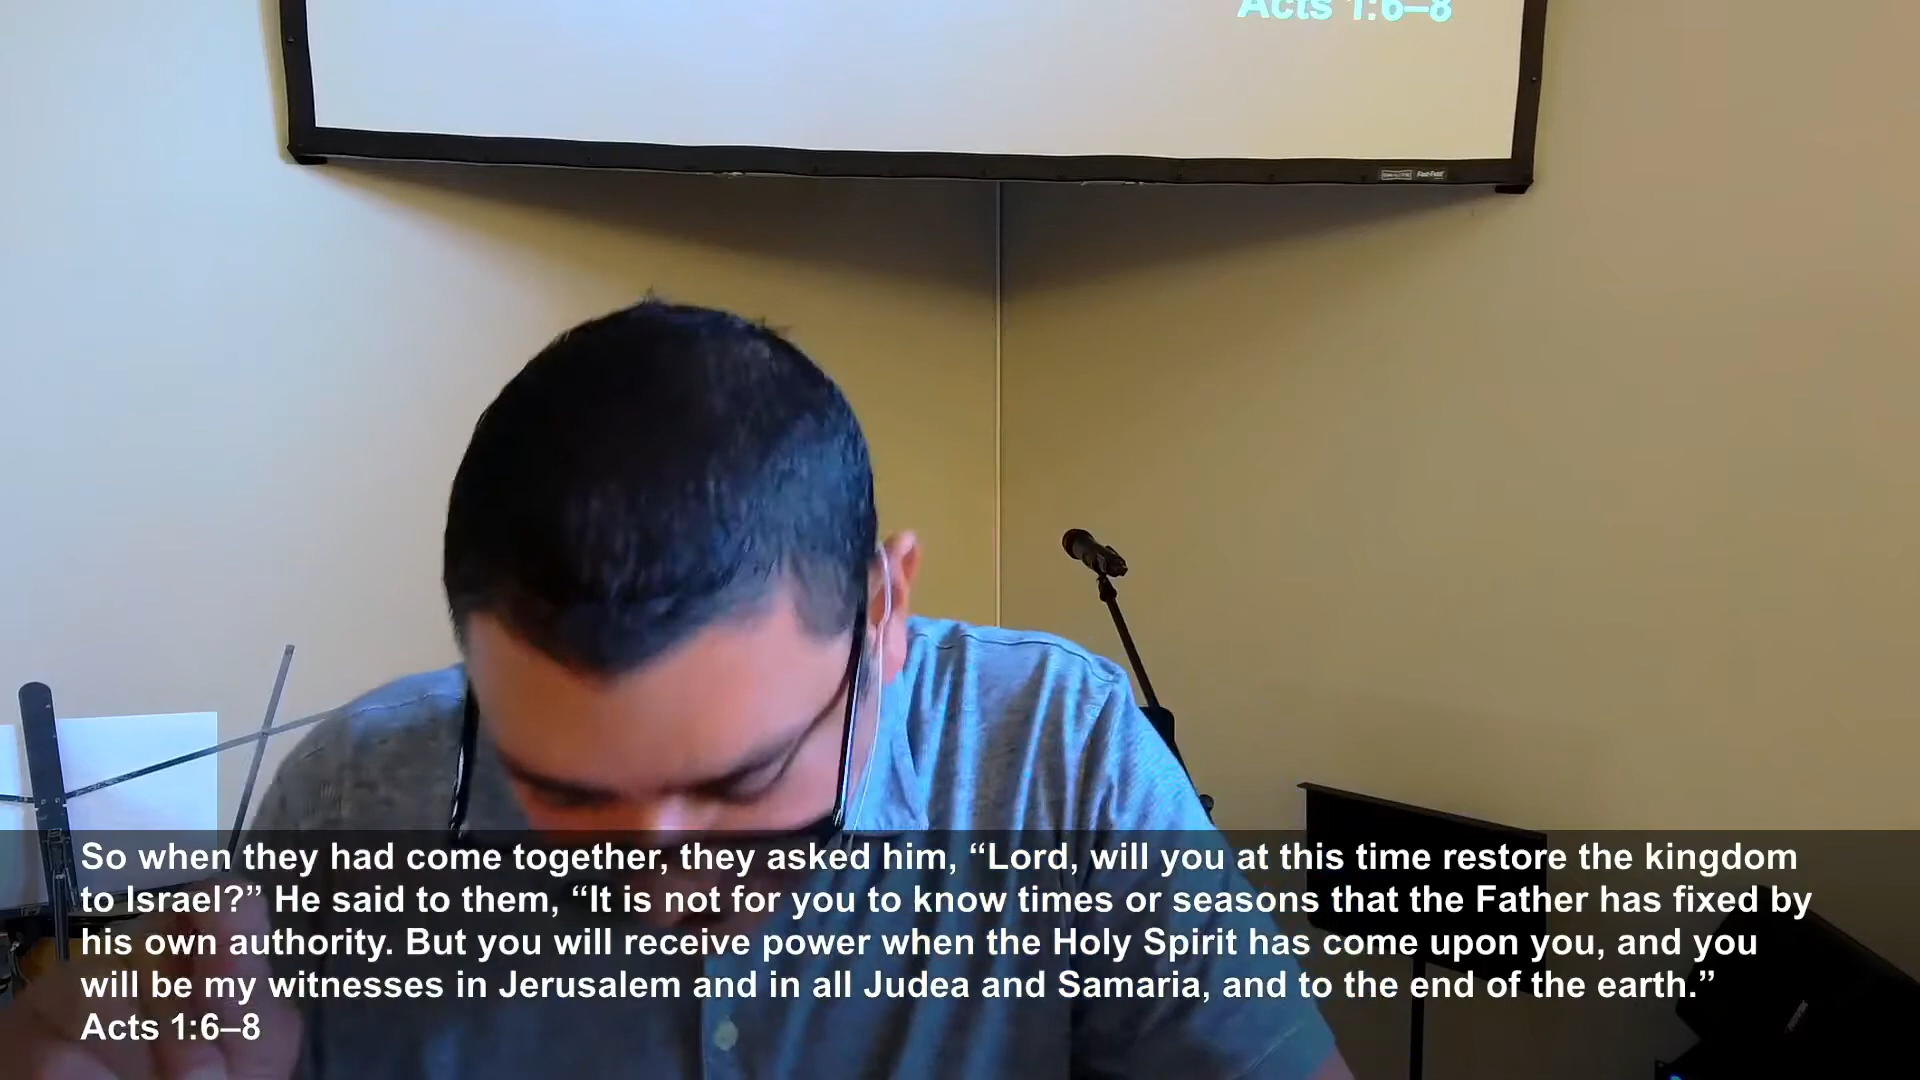 Acts 1:6–8
So when they had come together, they asked him, “Lord, will you at this time restore the kingdom
to Israel?” He said to them, “It is not for you to know times or seasons that the Father has fixed by
his own authority. But you will receive power when the Holy Spirit has come upon you, and you
will be my witnesses in Jerusalem and in all Judea and Samaria, and to the end of the earth.”
Acts 1:6–8